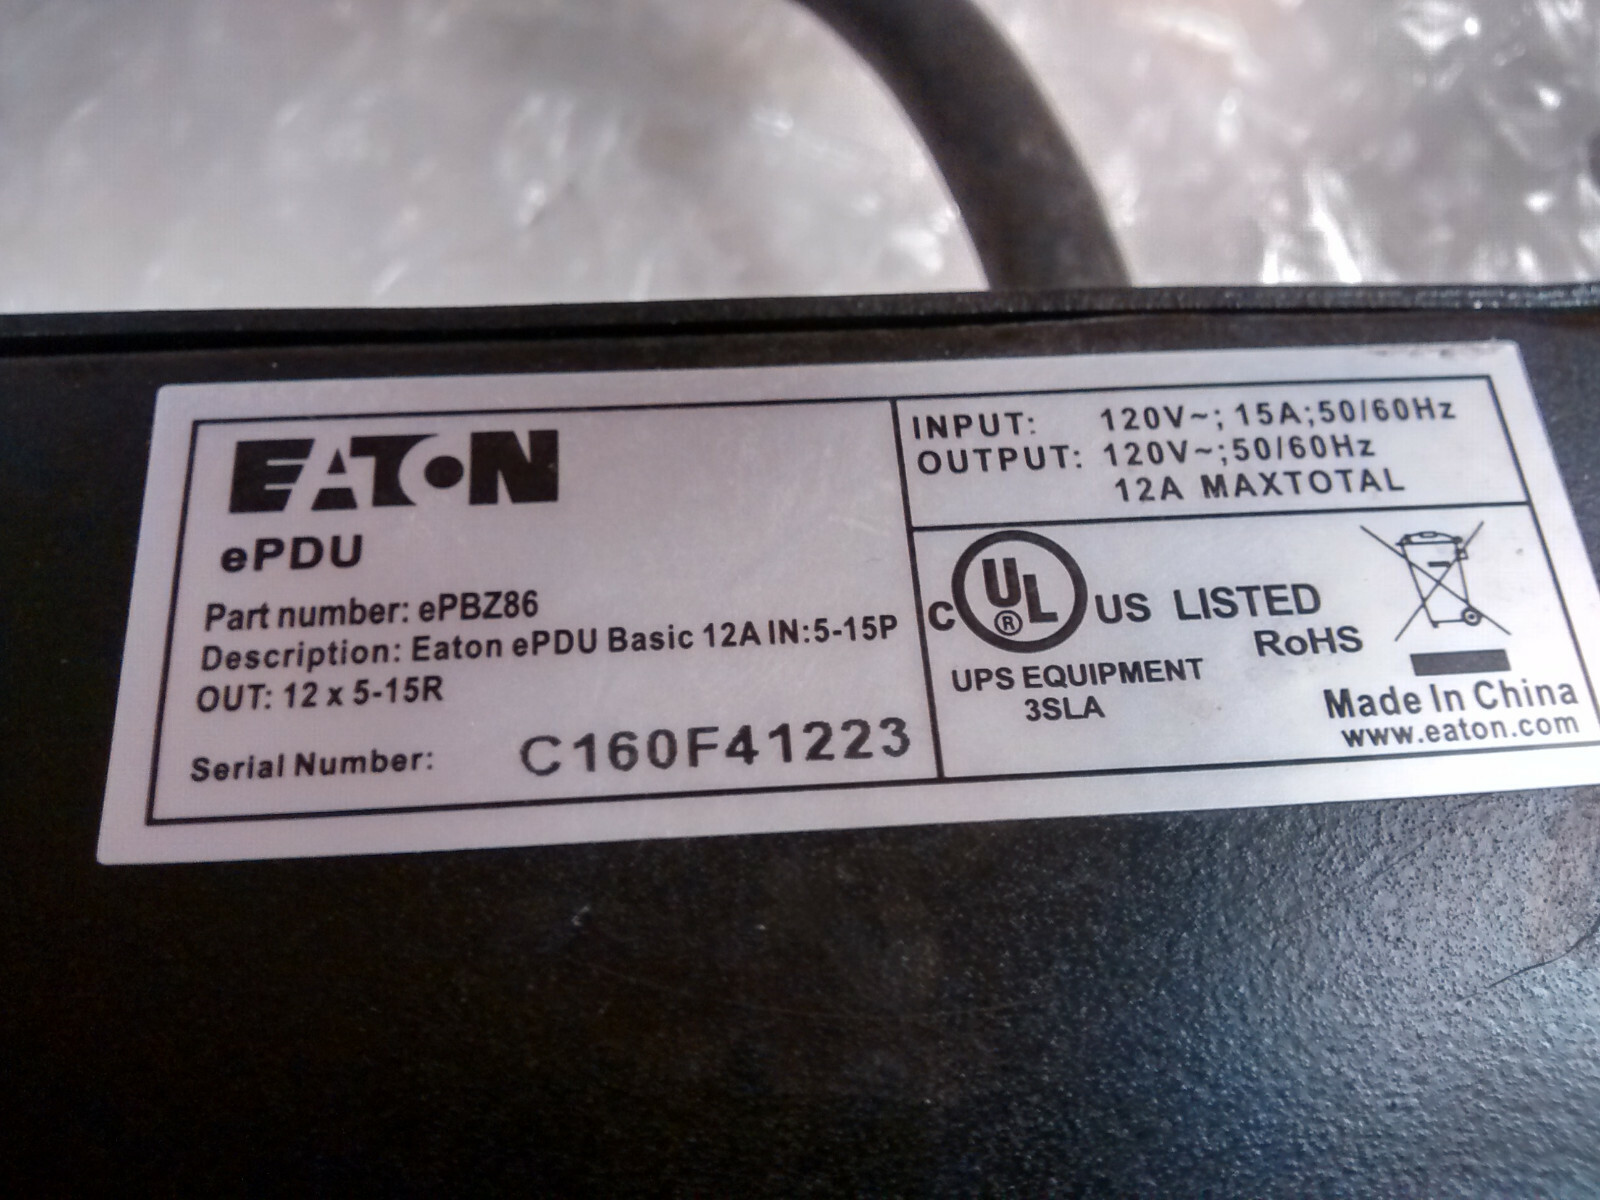 EATON
ePDU
Part number: ePBZ86
Description: Eaton ePDU Basic 12A IN:5-15P
OUT: 12 x 5-15R
Serial Number: C160F41223
INPUT: 120V~; 15A;50/60Hz
OUTPUT: 120V~;50/60Hz
12A MAXTOTAL
C UL ® US LISTED
RoHS
UPS EQUIPMENT
3SLA
Made In China
www.eaton.com